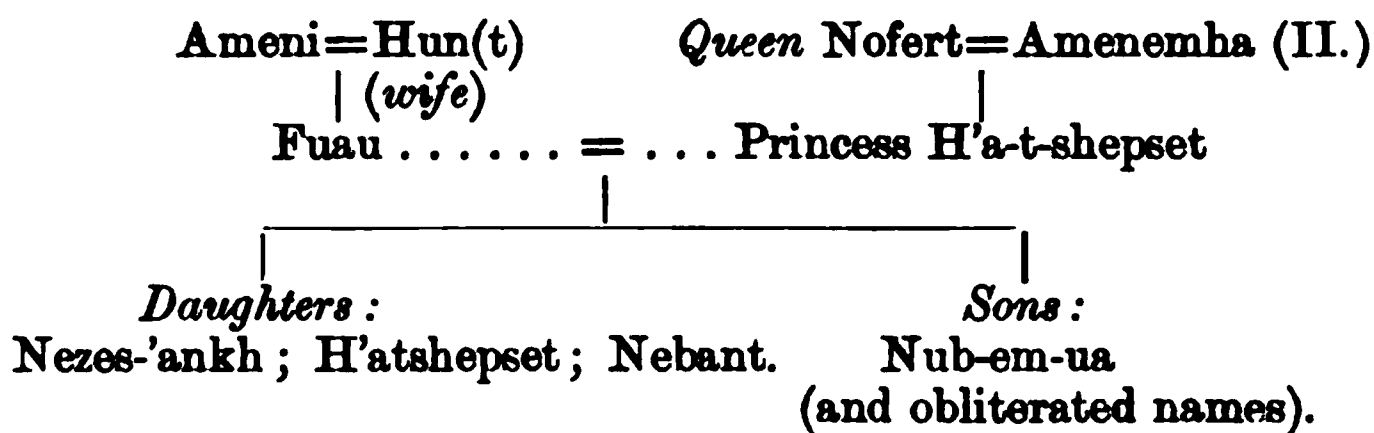 Ameni=Hun(t) Queen Nofert=Amenemha (II.)
(wife)
Fuau . . . . . . = . . . Princess H'a-t-shepset
Daughters : Sons :
Nezes-'ankh ; H'atshepset ; Nebant. Nub-em-ua
(and obliterated names).